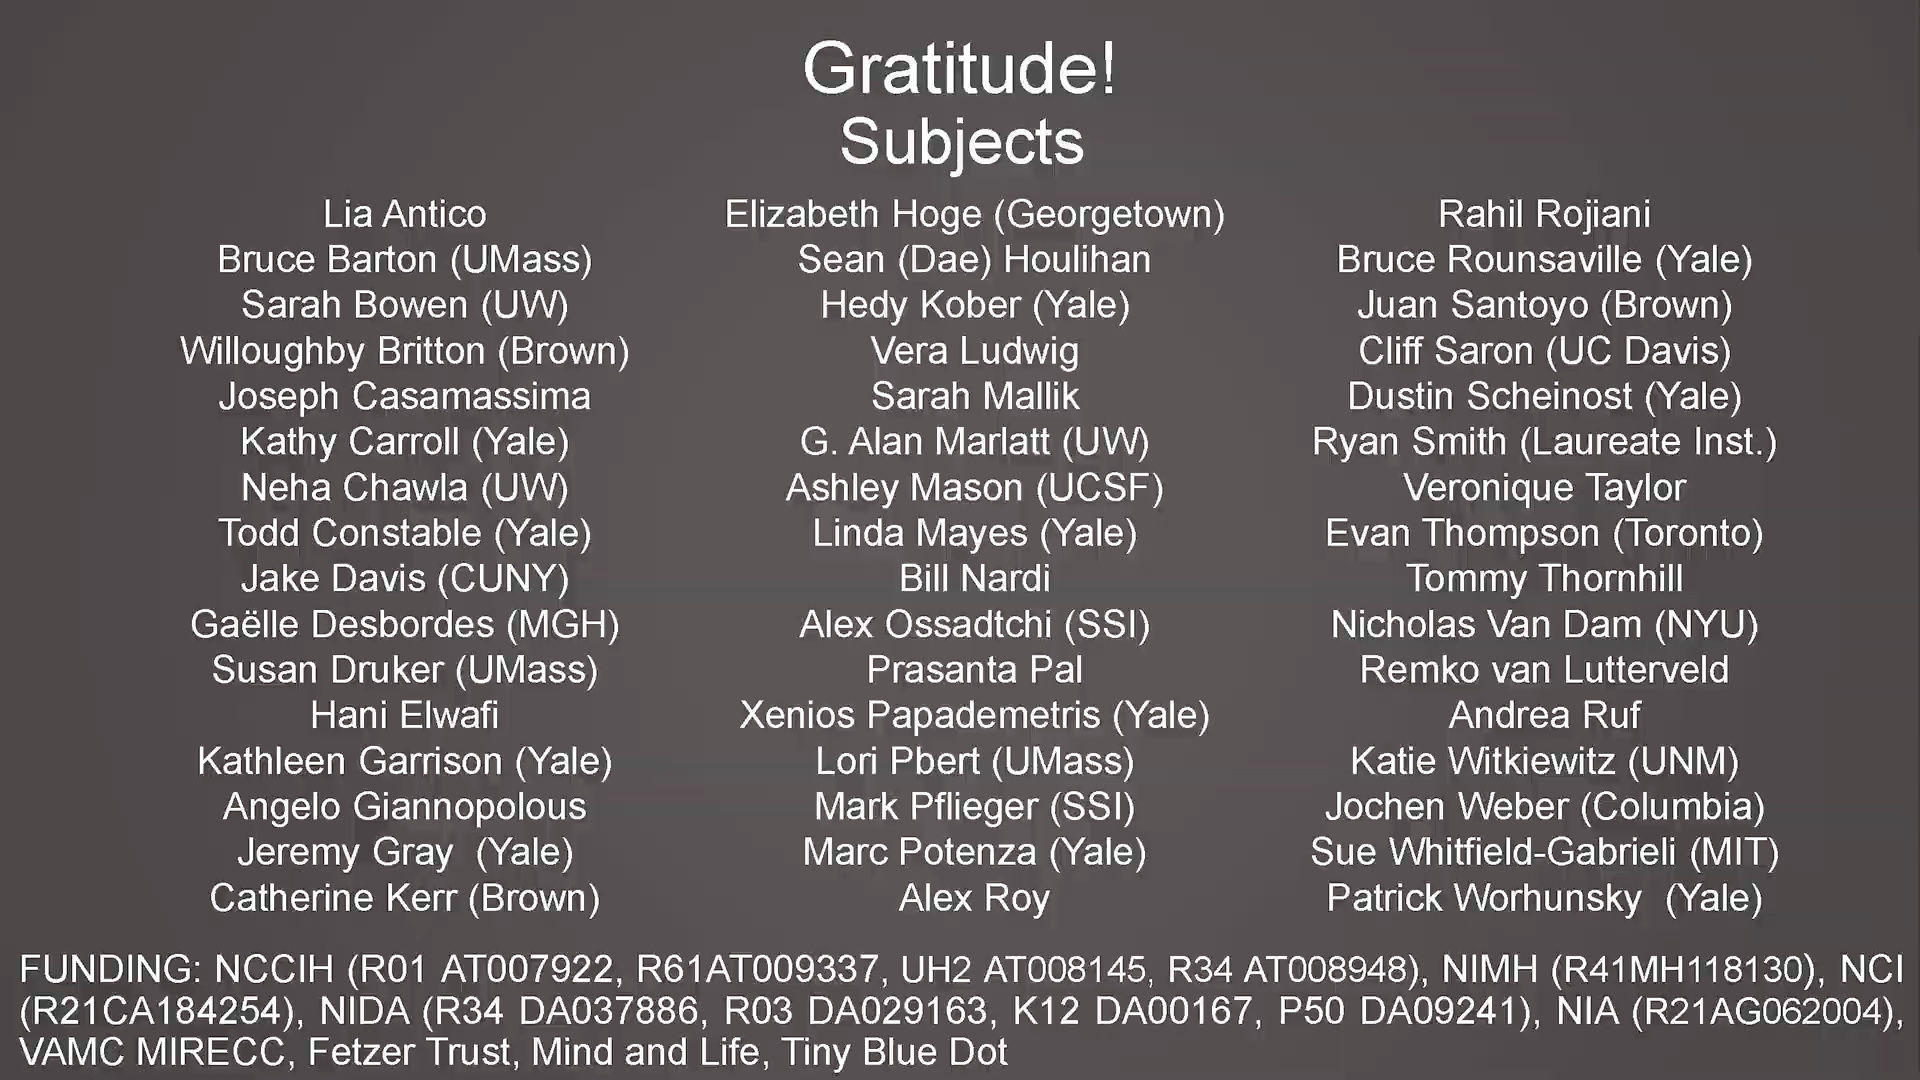 Gratitude!
Subjects
Lia Antico
Bruce Barton (UMass)
Sarah Bowen (UW)
Willoughby Britton (Brown)
Joseph Casamassima
Kathy Carroll (Yale)
Neha Chawla (UW)
Todd Constable (Yale)
Jake Davis (CUNY)
Gaëlle Desbordes (MGH)
Susan Druker (UMass)
Hani Elwafi
Kathleen Garrison (Yale)
Angelo Giannopolous
Jeremy Gray  (Yale)
Catherine Kerr (Brown)
Elizabeth Hoge (Georgetown)
Sean (Dae) Houlihan
Hedy Kober (Yale)
Vera Ludwig
Sarah Mallik
G. Alan Marlatt (UW)
Ashley Mason (UCSF)
Linda Mayes (Yale)
Bill Nardi
Alex Ossadtchi (SSI)
Prasanta Pal
Xenios Papademetris (Yale)
Lori Pbert (UMass)
Mark Pflieger (SSI)
Marc Potenza (Yale)
Alex Roy
Rahil Rojiani
Bruce Rounsaville (Yale)
Juan Santoyo (Brown)
Cliff Saron (UC Davis)
Dustin Scheinost (Yale)
Ryan Smith (Laureate Inst.)
Veronique Taylor
Evan Thompson (Toronto)
Tommy Thornhill
Nicholas Van Dam (NYU)
Remko van Lutterveld
Andrea Ruf
Katie Witkiewitz (UNM)
Jochen Weber (Columbia)
Sue Whitfield-Gabrieli (MIT)
Patrick Worhunsky  (Yale)
FUNDING: NCCIH (R01 AT007922, R61AT009337, UH2 AT008145, R34 AT008948), NIMH (R41MH118130), NCI
(R21CA184254), NIDA (R34 DA037886, R03 DA029163, K12 DA00167, P50 DA09241), NIA (R21AG062004),
VAMC MIRECC, Fetzer Trust, Mind and Life, Tiny Blue Dot